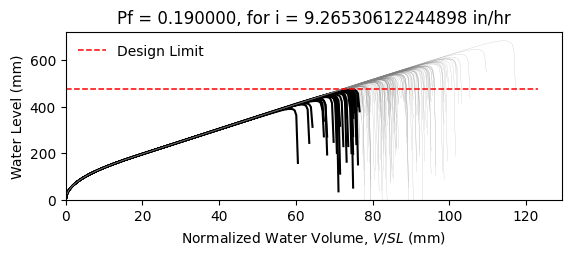 Pf = 0.190000, for i = 9.26530612244898 in/hr
Design Limit
Water Level (mm)
600
400
200
0
0 20 40 60 80 100 120
Normalized Water Volume, V/SL (mm)